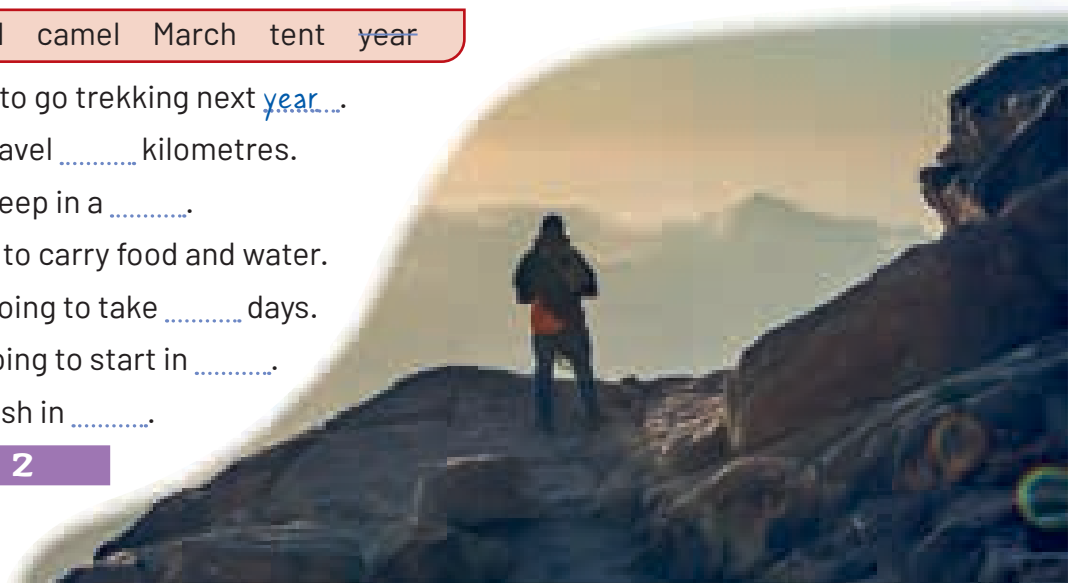 camel March tent year
to go trekking next year.
avel .......... kilometres.
eep in a ..........
to carry food and water.
oing to take .......... days.
oing to start in ..........
sh in ..........
2